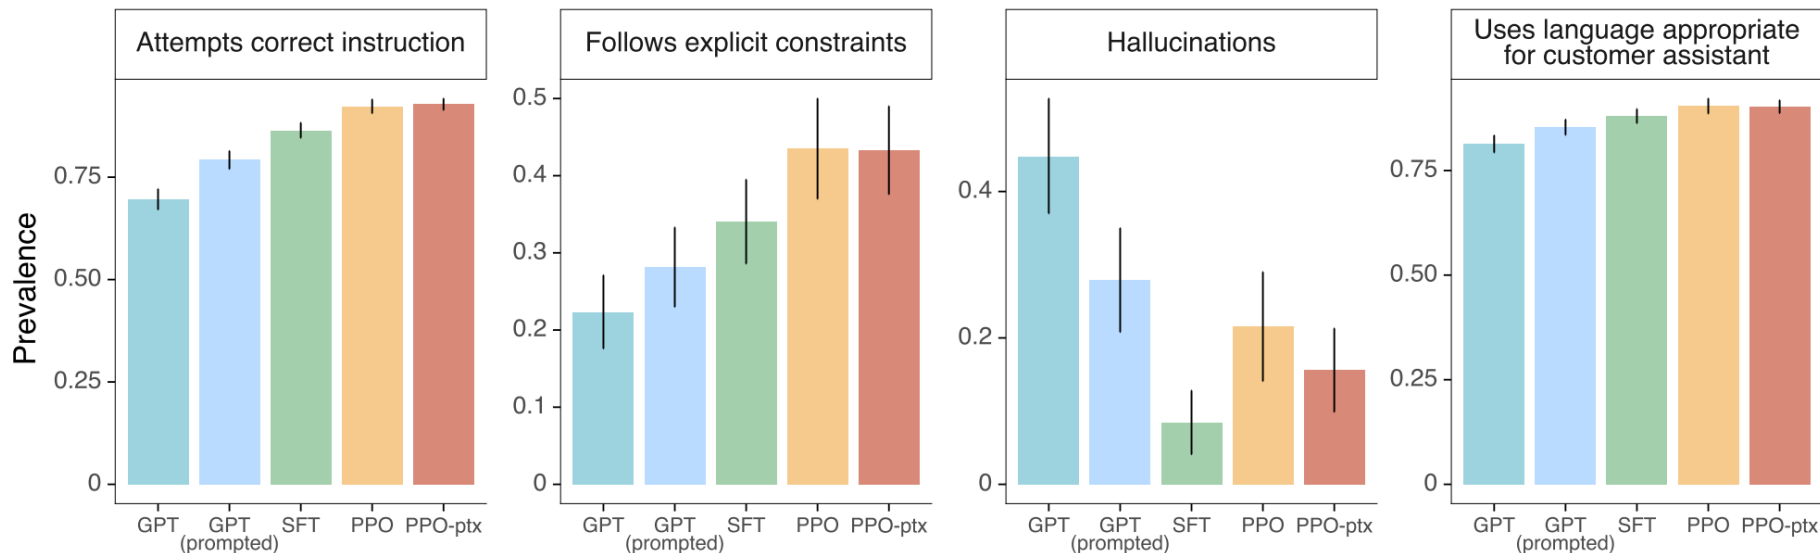 Attempts correct instruction
Follows explicit constraints
Hallucinations
Uses language appropriate
for customer assistant
Prevalence
0.75
0.50
0.25
0
GPT
GPT
(prompted)
SFT
PPO
PPO-ptx
0.5
0.4
0.3
0.2
0.1
0
GPT
GPT
(prompted)
SFT
PPO
PPO-ptx
0.4
0.2
0
GPT
GPT
(prompted)
SFT
PPO
PPO-ptx
0.75
0.50
0.25
0
GPT
GPT
(prompted)
SFT
PPO
PPO-ptx